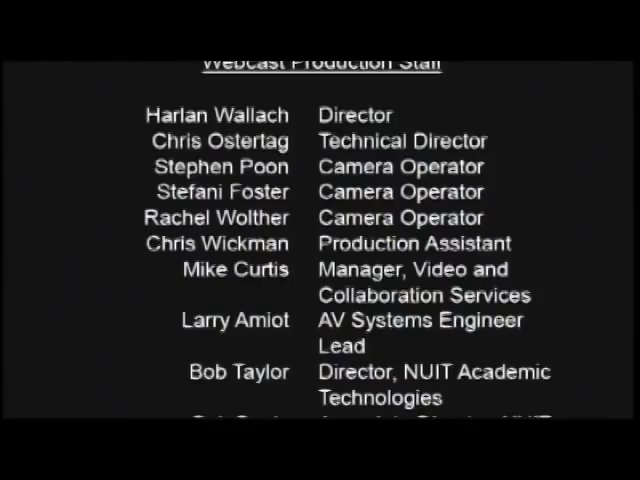 Webcast Production Staff
Harlan Wallach Director
Chris Ostertag Technical Director
Stephen Poon Camera Operator
Stefani Foster Camera Operator
Rachel Wolther Camera Operator
Chris Wickman Production Assistant
Mike Curtis Manager, Video and
Collaboration Services
Larry Amiot AV Systems Engineer
Lead
Bob Taylor Director, NUIT Academic
Technologies